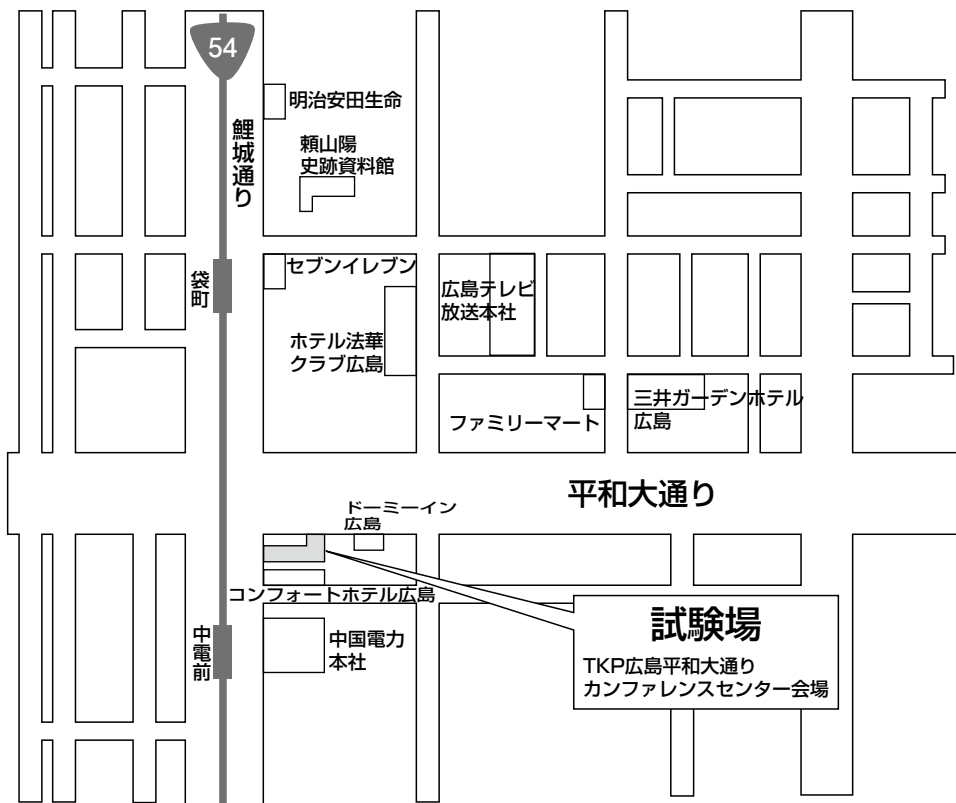 54
鯉城通り
明治安田生命
頼山陽
史跡資料館
袋町
セブンイレブン
ホテル法華
クラブ広島
広島テレビ
放送本社
ファミリーマート
三井ガーデンホテル
広島
平和大通り
ドーミーイン
広島
コンフォートホテル広島
中電前
中国電力
本社
試験場
TKP広島平和大通り
カンファレンスセンター会場